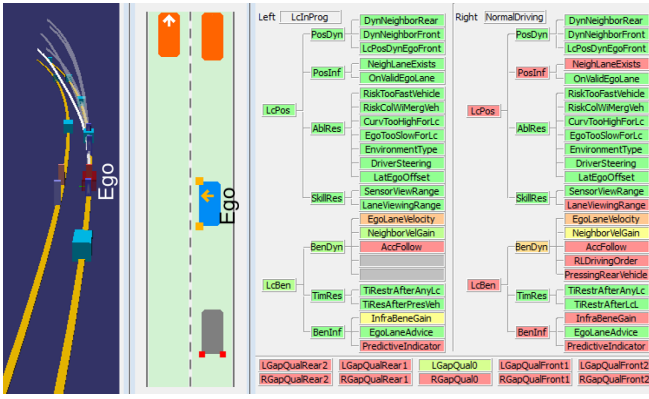 Left LcInProg Right NormalDriving
DynNeighborRear
PosDyn DynNeighborFront
LcPosDynEgoFront
PosInf NeighLaneExists
OnValidEgoLane
RiskTooFastVehicle
LcPos RiskColWiMergVeh
CurvTooHighForLc
AblRes EgoTooSlowForLc
EnvironmentType
DriverSteering
LatEgoOffset
SkillRes SensorViewRange
LaneViewingRange
EgoLaneVelocity
NeighborVelGain
BenDyn AccFollow
LcBen
TimRes TiRestrAfterAnyLc
TiResAfterPresVeh
InfraBeneGain
BenInf EgoLaneAdvice
PredictiveIndicator
DynNeighborRear
PosDyn DynNeighborFront
LcPosDynEgoFront
PosInf NeighLaneExists
OnValidEgoLane
RiskTooFastVehicle
LcPos RiskColWiMergVeh
CurvTooHighForLc
AblRes EgoTooSlowForLc
EnvironmentType
DriverSteering
LatEgoOffset
SkillRes SensorViewRange
LaneViewingRange
EgoLaneVelocity
NeighborVelGain
BenDyn AccFollow
RLDrivingOrder
PressingRearVehicle
LcBen
TimRes TiRestrAfterAnyLc
TiRestrAfterLcL
InfraBeneGain
BenInf EgoLaneAdvice
PredictiveIndicator
LGapQualRear2 LGapQualRear1 LGapQual0 LGapQualFront1 LGapQualFront2
RGapQualRear2 RGapQualRear1 RGapQual0 RGapQualFront1 RGapQualFront2
Ego
Ego